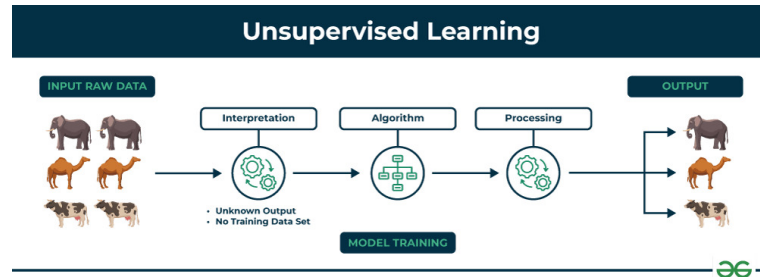 Unsupervised Learning
INPUT RAW DATA
OUTPUT
Interpretation
Algorithm
Processing
• Unknown Output
• No Training Data Set
MODEL TRAINING